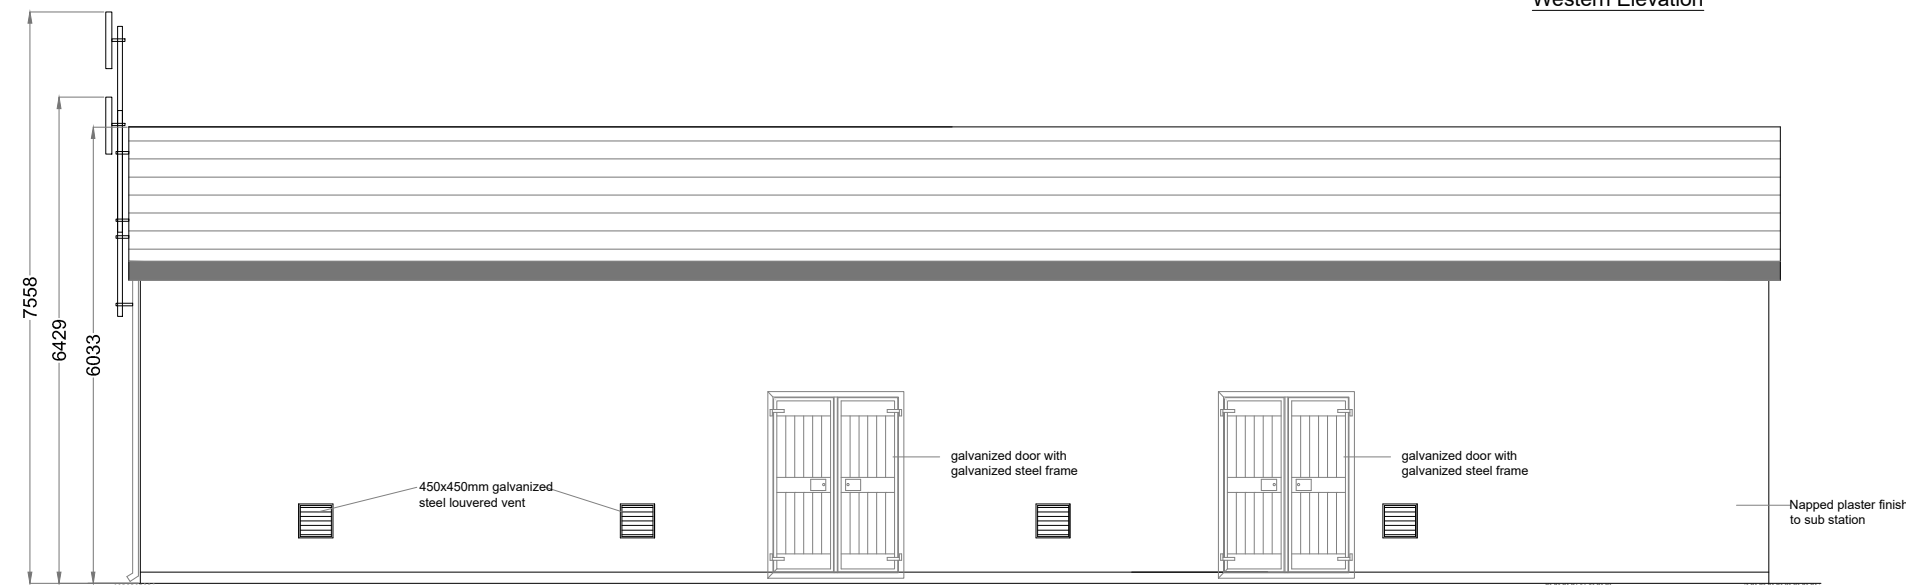 Western Elevation
7558
6429
6033
galvanized door with
galvanized steel frame
galvanized door with
galvanized steel frame
450x450mm galvanized
steel louvered vent
Napped plaster finish
to sub station